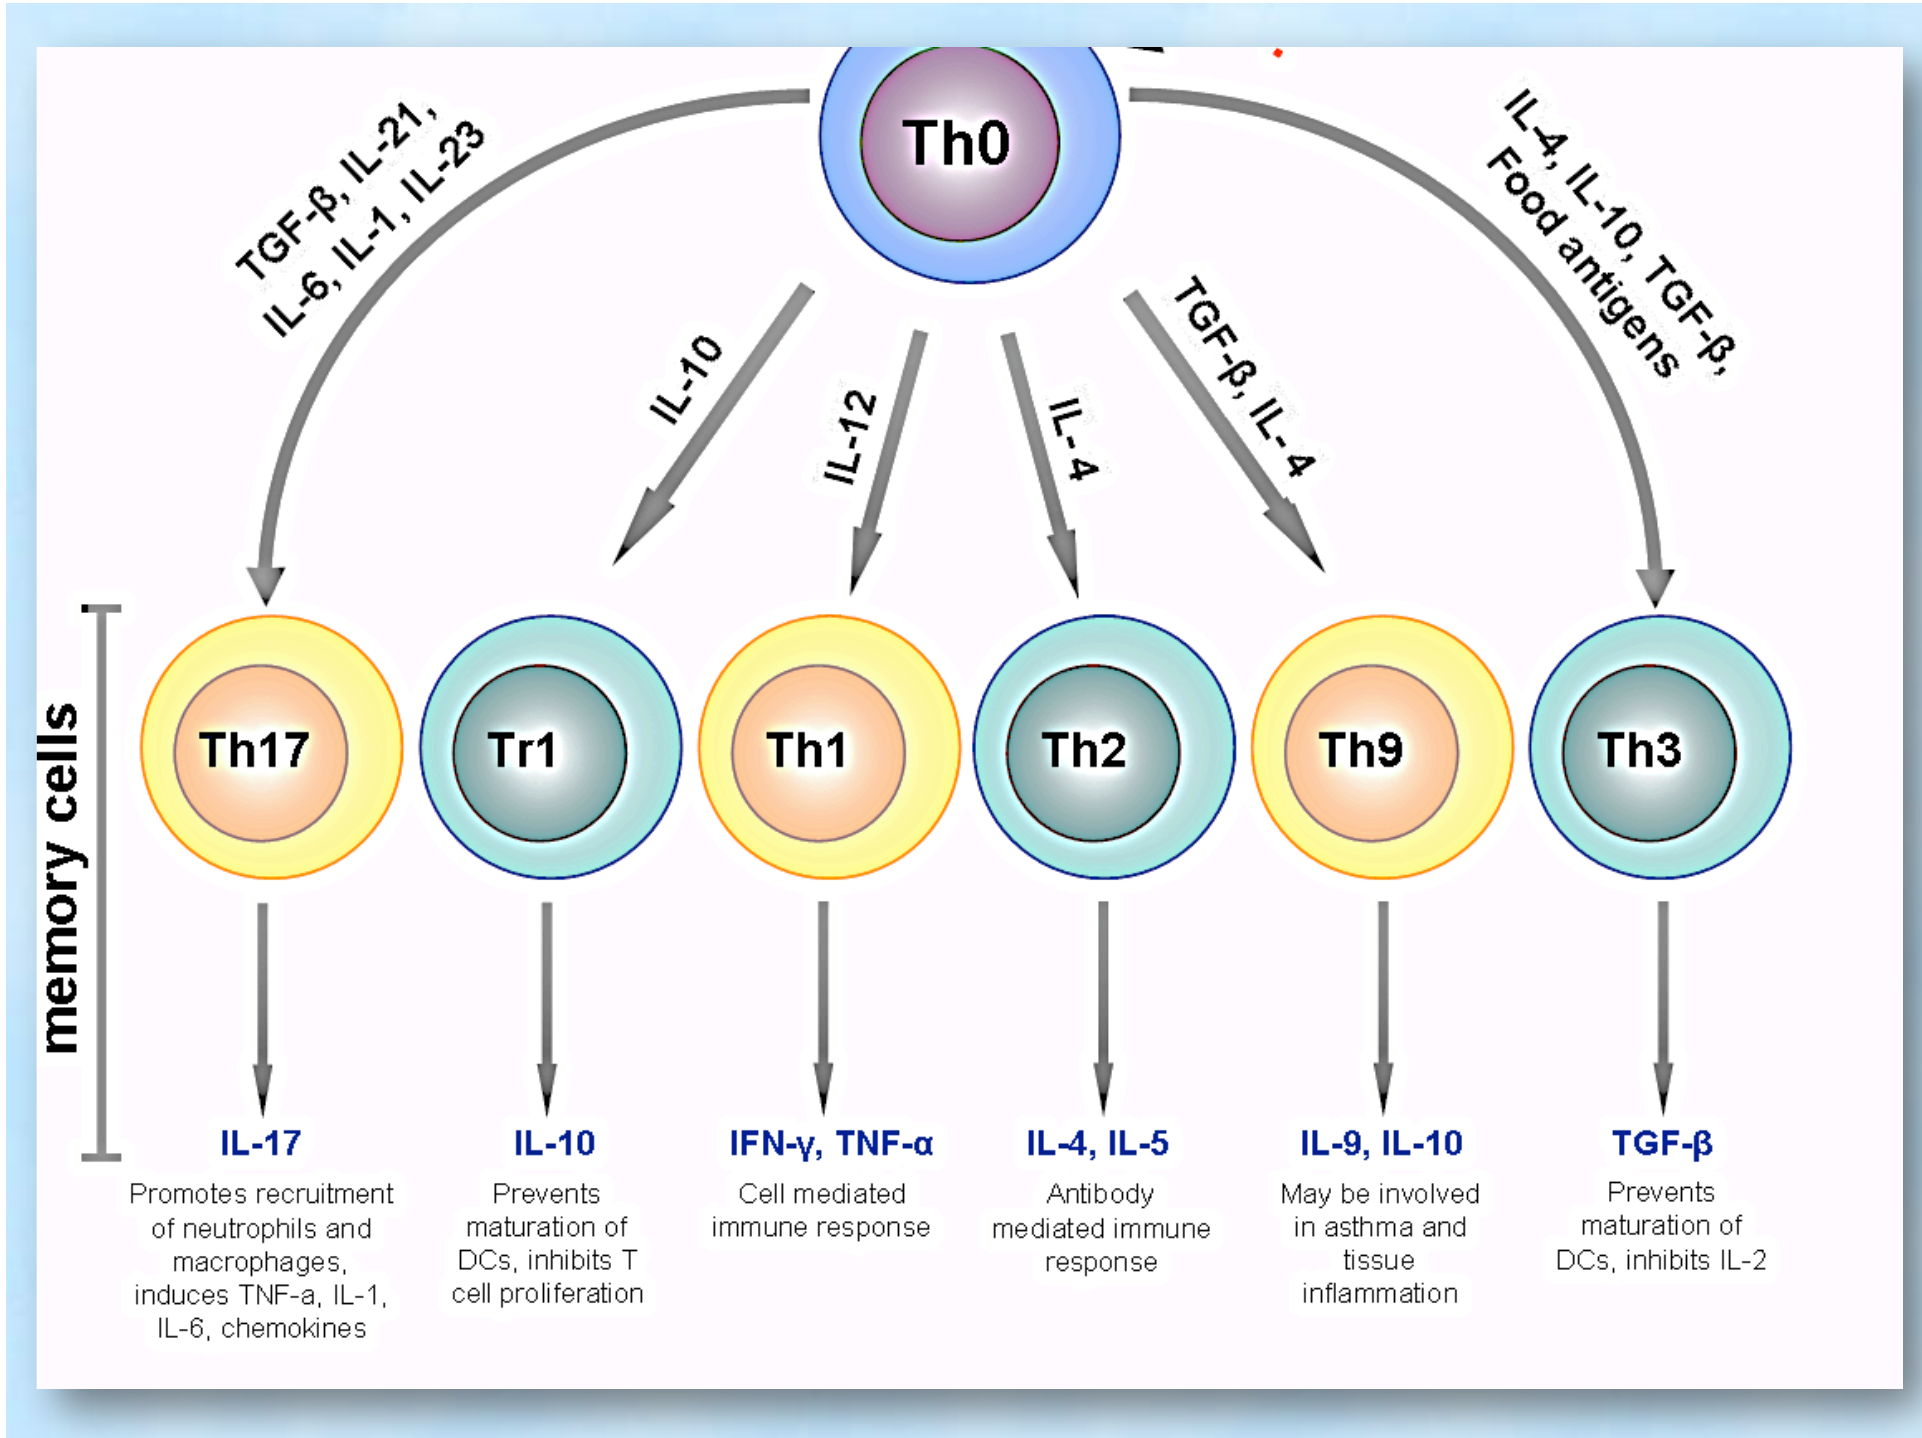 Th0
TGF-β, IL-21,
IL-6, IL-1, IL-23
IL-10
IL-12
IL- 4
TGF-β, IL- 4
IL-4, IL-10, TGF-β,
Food antigens
memory cells
Th17
Tr1
Th1
Th2
Th9
Th3
IL-17
Promotes recruitment
of neutrophils and
macrophages,
induces TNF-a, IL-1,
IL-6, chemokines
IL-10
Prevents
maturation of
DCs, inhibits T
cell proliferation
IFN-γ, TNF-α
Cell mediated
immune response
IL-4, IL-5
Antibody
mediated immune
response
IL-9, IL-10
May be involved
in asthma and
tissue
inflammation
TGF-β
Prevents
maturation of
DCs, inhibits IL-2